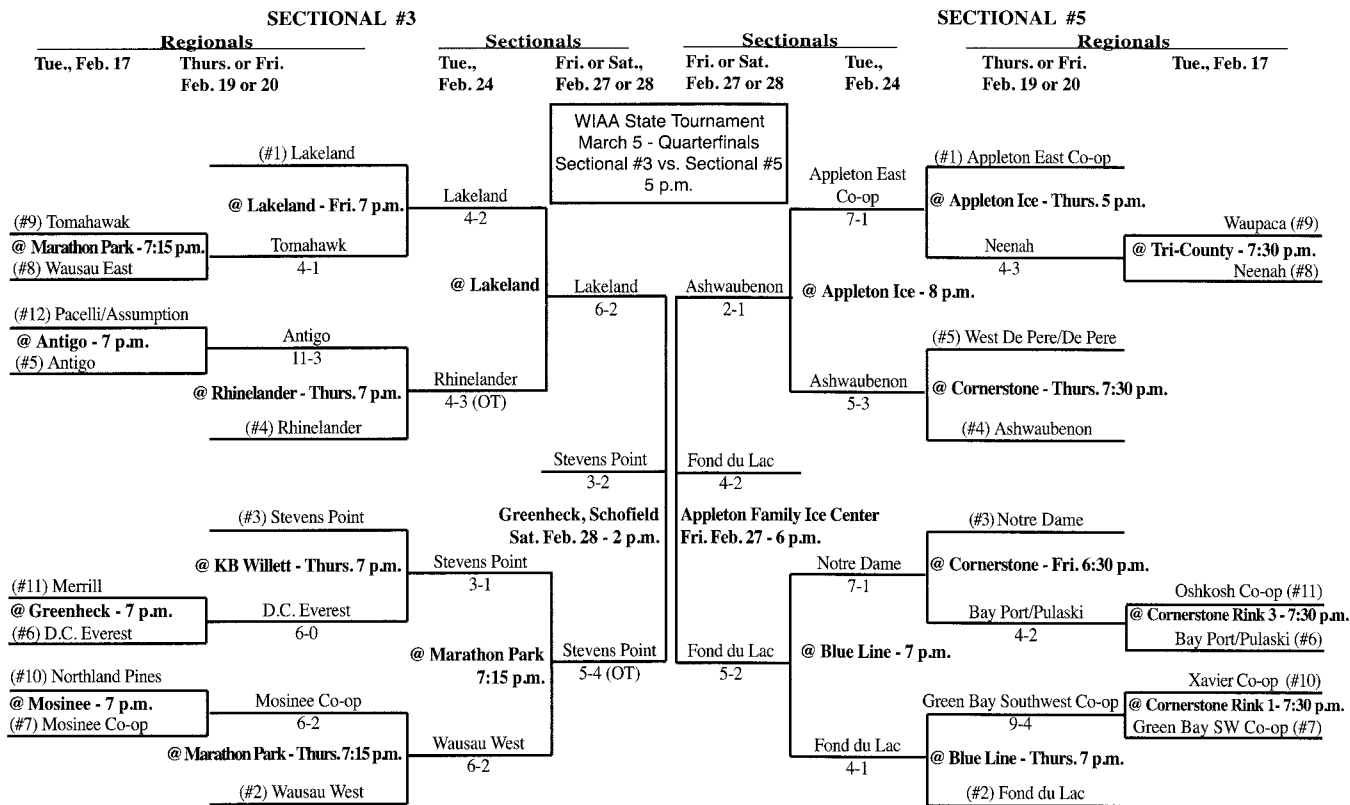 SECTIONAL #3
Regionals
Sectionals
Tue., Feb. 17
Thurs. or Fri.
Feb. 19 or 20
Tue.,
Feb. 24
Fri. or Sat.,
Feb. 27 or 28
(#1) Lakeland
@ Lakeland - Fri. 7 p.m.
(#9) Tomahawak
@ Marathon Park - 7:15 p.m.
(#8) Wausau East
Tomahawk
4-1
Lakeland
4-2
@ Lakeland
Lakeland
6-2
(#12) Pacelli/Assumption
@ Antigo - 7 p.m.
(#5) Antigo
Antigo
11-3
@ Rhinelander - Thurs. 7 p.m.
(#4) Rhinelander
Rhinelander
4-3 (OT)
Stevens Point
3-2
Greenheck, Schofield
Sat. Feb. 28 - 2 p.m.
(#3) Stevens Point
@ KB Willett - Thurs. 7 p.m.
(#11) Merrill
@ Greenheck - 7 p.m.
(#6) D.C. Everest
D.C. Everest
6-0
Stevens Point
3-1
@ Marathon Park
7:15 p.m.
Stevens Point
5-4 (OT)
(#10) Northland Pines
@ Mosinee - 7 p.m.
(#7) Mosinee Co-op
Mosinee Co-op
6-2
@ Marathon Park - Thurs. 7:15 p.m.
(#2) Wausau West
Wausau West
6-2
WIAA State Tournament
March 5 - Quarterfinals
Sectional #3 vs. Sectional #5
5 p.m.
SECTIONAL #5
Sectionals
Regionals
Fri. or Sat.
Feb. 27 or 28
Tue.,
Feb. 24
Thurs. or Fri.
Feb. 19 or 20
Tue., Feb. 17
(#1) Appleton East Co-op
Appleton East
Co-op
7-1
@ Appleton Ice - Thurs. 5 p.m.
Waupaca (#9)
@ Tri-County - 7:30 p.m.
Neenah (#8)
Neenah
4-3
Ashwaubenon
2-1
@ Appleton Ice - 8 p.m.
(#5) West De Pere/De Pere
Ashwaubenon
5-3
@ Cornerstone - Thurs. 7:30 p.m.
(#4) Ashwaubenon
Fond du Lac
4-2
Appleton Family Ice Center
Fri. Feb. 27 - 6 p.m.
(#3) Notre Dame
Notre Dame
7-1
@ Cornerstone - Fri. 6:30 p.m.
Oshkosh Co-op (#11)
@ Cornerstone Rink 3 - 7:30 p.m.
Bay Port/Pulaski (#6)
Bay Port/Pulaski
4-2
Fond du Lac
5-2
@ Blue Line - 7 p.m.
Xavier Co-op (#10)
@ Cornerstone Rink 1- 7:30 p.m.
Green Bay SW Co-op (#7)
Green Bay Southwest Co-op
9-4
Fond du Lac
4-1
@ Blue Line - Thurs. 7 p.m.
(#2) Fond du Lac